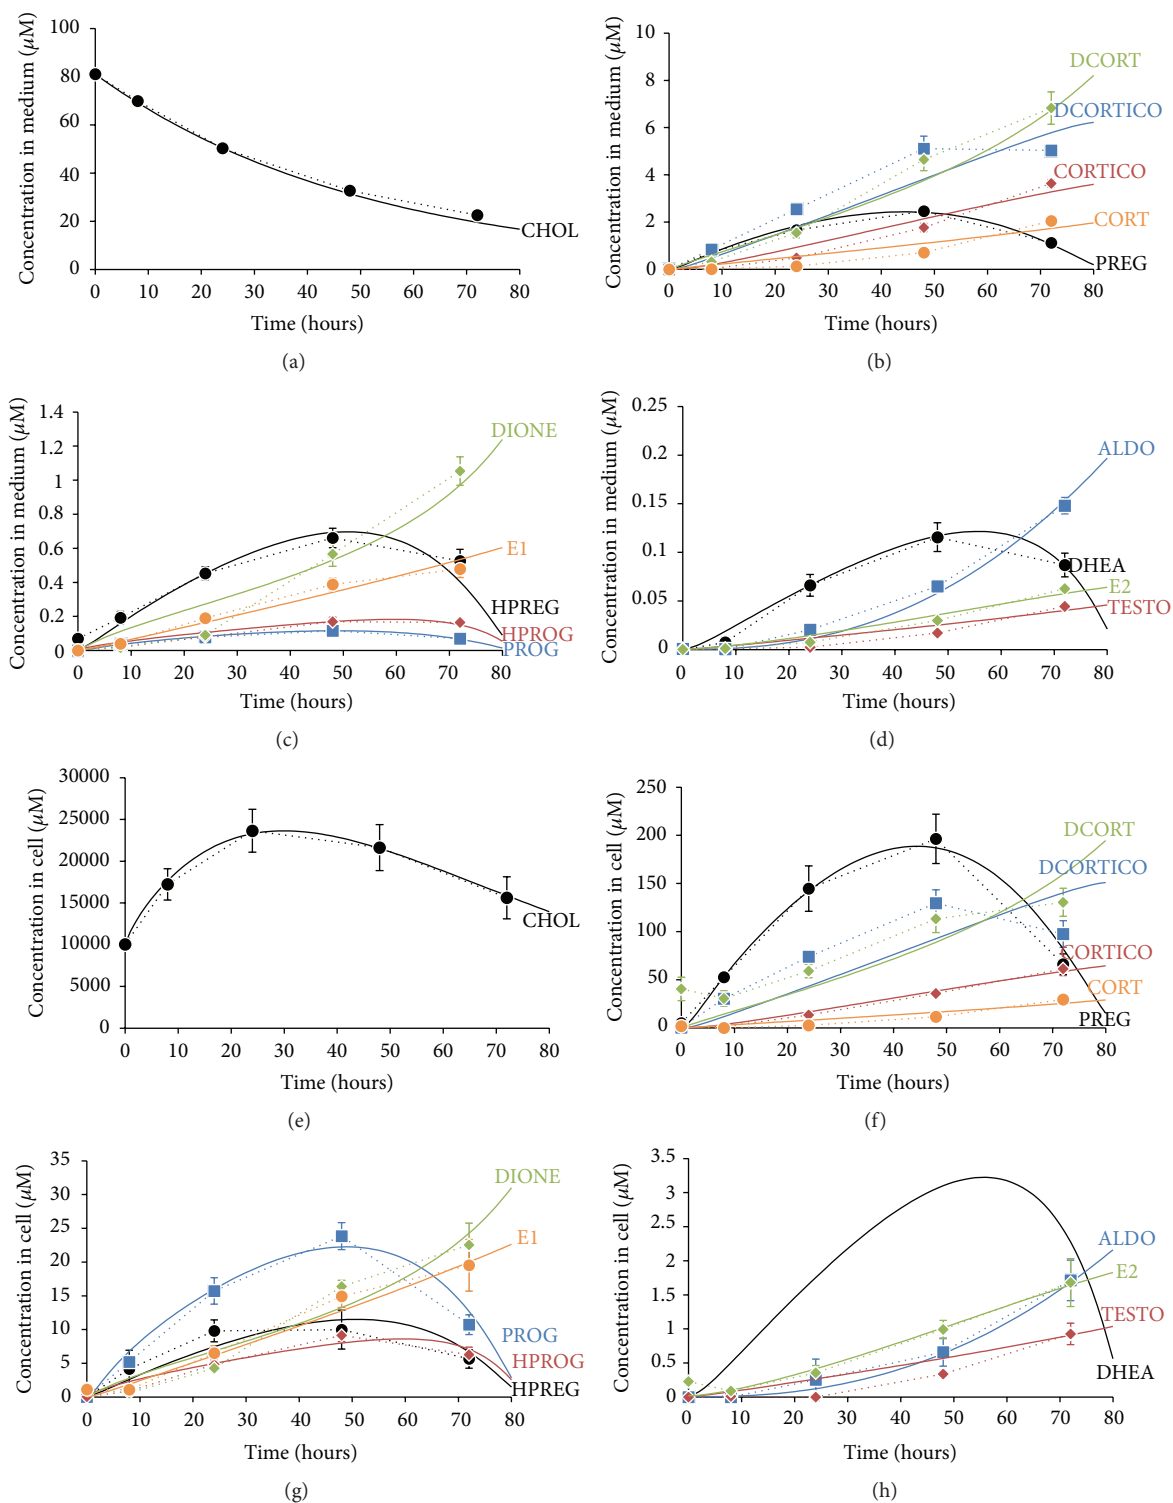 Concentration in medium (µM)
100
80
60
40
20
0
CHOL
0 10 20 30 40 50 60 70 80
Time (hours)
(a)
Concentration in medium (µM)
10
8
6
4
2
0
DCORT
DCORTICO
CORTICO
CORT
PREG
0 10 20 30 40 50 60 70 80
Time (hours)
(b)
Concentration in medium (µM)
1.4
1.2
1
0.8
0.6
0.4
0.2
0
DIONE
E1
HPREG
HPROG
PROG
0 10 20 30 40 50 60 70 80
Time (hours)
(c)
Concentration in medium (µM)
0.25
0.2
0.15
0.1
0.05
0
ALDO
DHEA
E2
TESTO
0 10 20 30 40 50 60 70 80
Time (hours)
(d)
Concentration in cell (µM)
30000
25000
20000
15000
10000
5000
0
CHOL
0 10 20 30 40 50 60 70 80
Time (hours)
(e)
Concentration in cell (µM)
250
200
150
100
50
0
DCORT
DCORTICO
CORTICO
CORT
PREG
0 10 20 30 40 50 60 70 80
Time (hours)
(f)
Concentration in cell (µM)
35
30
25
20
15
10
5
0
DIONE
E1
PROG
HPROG
HPREG
0 10 20 30 40 50 60 70 80
Time (hours)
(g)
Concentration in cell (µM)
3.5
3
2.5
2
1.5
1
0.5
0
ALDO
E2
TESTO
DHEA
0 10 20 30 40 50 60 70 80
Time (hours)
(h)